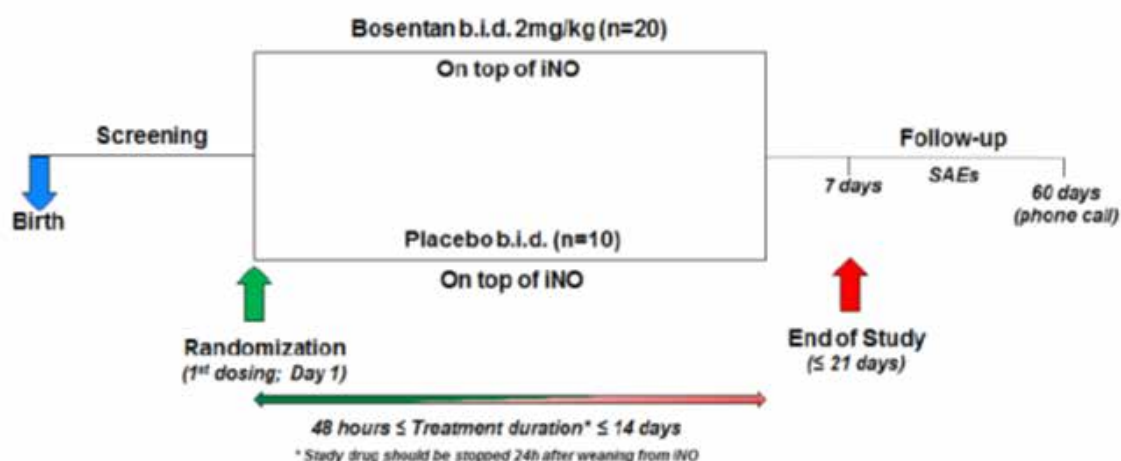 Bosentan b.i.d. 2mg/kg (n=20)
On top of iNO
Screening
Follow-up
7 days
SAEs
60 days
(phone call)
Birth
Placebo b.i.d. (n=10)
On top of iNO
Randomization
(1st dosing; Day 1)
End of Study
(≤ 21 days)
48 hours ≤ Treatment duration* ≤ 14 days
* Study drug should be stopped 24h after weaning from iNO